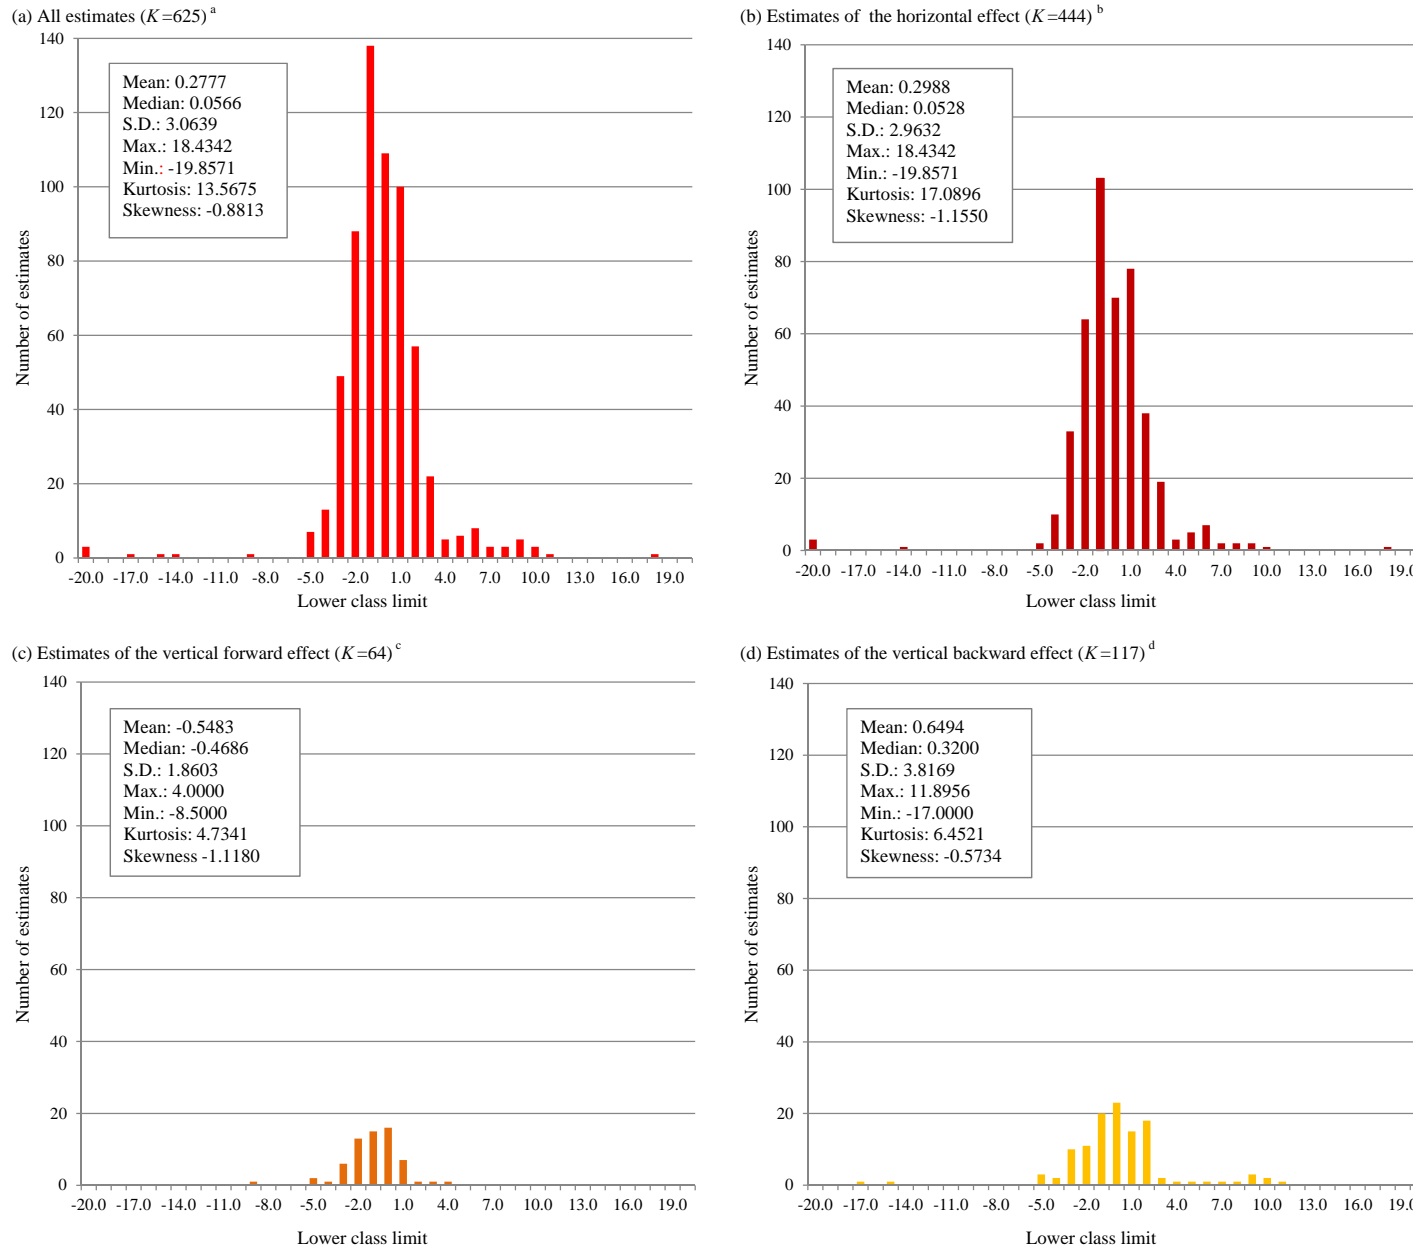 (a) All estimates (K=625) a
140
120
100
80
60
40
20
0
Number of estimates
Mean: 0.2777
Median: 0.0566
S.D.: 3.0639
Max.: 18.4342
Min.: -19.8571
Kurtosis: 13.5675
Skewness: -0.8813
-20.0 -17.0 -14.0 -11.0 -8.0 -5.0 -2.0 1.0 4.0 7.0 10.0 13.0 16.0 19.0
Lower class limit
(b) Estimates of the horizontal effect (K=444) b
140
120
100
80
60
40
20
0
Number of estimates
Mean: 0.2988
Median: 0.0528
S.D.: 2.9632
Max.: 18.4342
Min.: -19.8571
Kurtosis: 17.0896
Skewness: -1.1550
-20.0 -17.0 -14.0 -11.0 -8.0 -5.0 -2.0 1.0 4.0 7.0 10.0 13.0 16.0 19.0
Lower class limit
(c) Estimates of the vertical forward effect (K=64) c
140
120
100
80
60
40
20
0
Number of estimates
Mean: -0.5483
Median: -0.4686
S.D.: 1.8603
Max.: 4.0000
Min.: -8.5000
Kurtosis: 4.7341
Skewness -1.1180
-20.0 -17.0 -14.0 -11.0 -8.0 -5.0 -2.0 1.0 4.0 7.0 10.0 13.0 16.0 19.0
Lower class limit
(d) Estimates of the vertical backward effect (K=117) d
140
120
100
80
60
40
20
0
Number of estimates
Mean: 0.6494
Median: 0.3200
S.D.: 3.8169
Max.: 11.8956
Min.: -17.0000
Kurtosis: 6.4521
Skewness: -0.5734
-20.0 -17.0 -14.0 -11.0 -8.0 -5.0 -2.0 1.0 4.0 7.0 10.0 13.0 16.0 19.0
Lower class limit